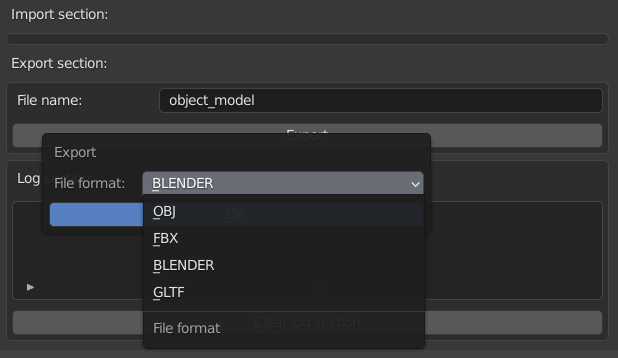 Import section:
Export section:
File name: object_model
Export
Export
File format: BLENDER
Log
OK
OBJ
FBX
BLENDER
GLTF
File format
Clear log section